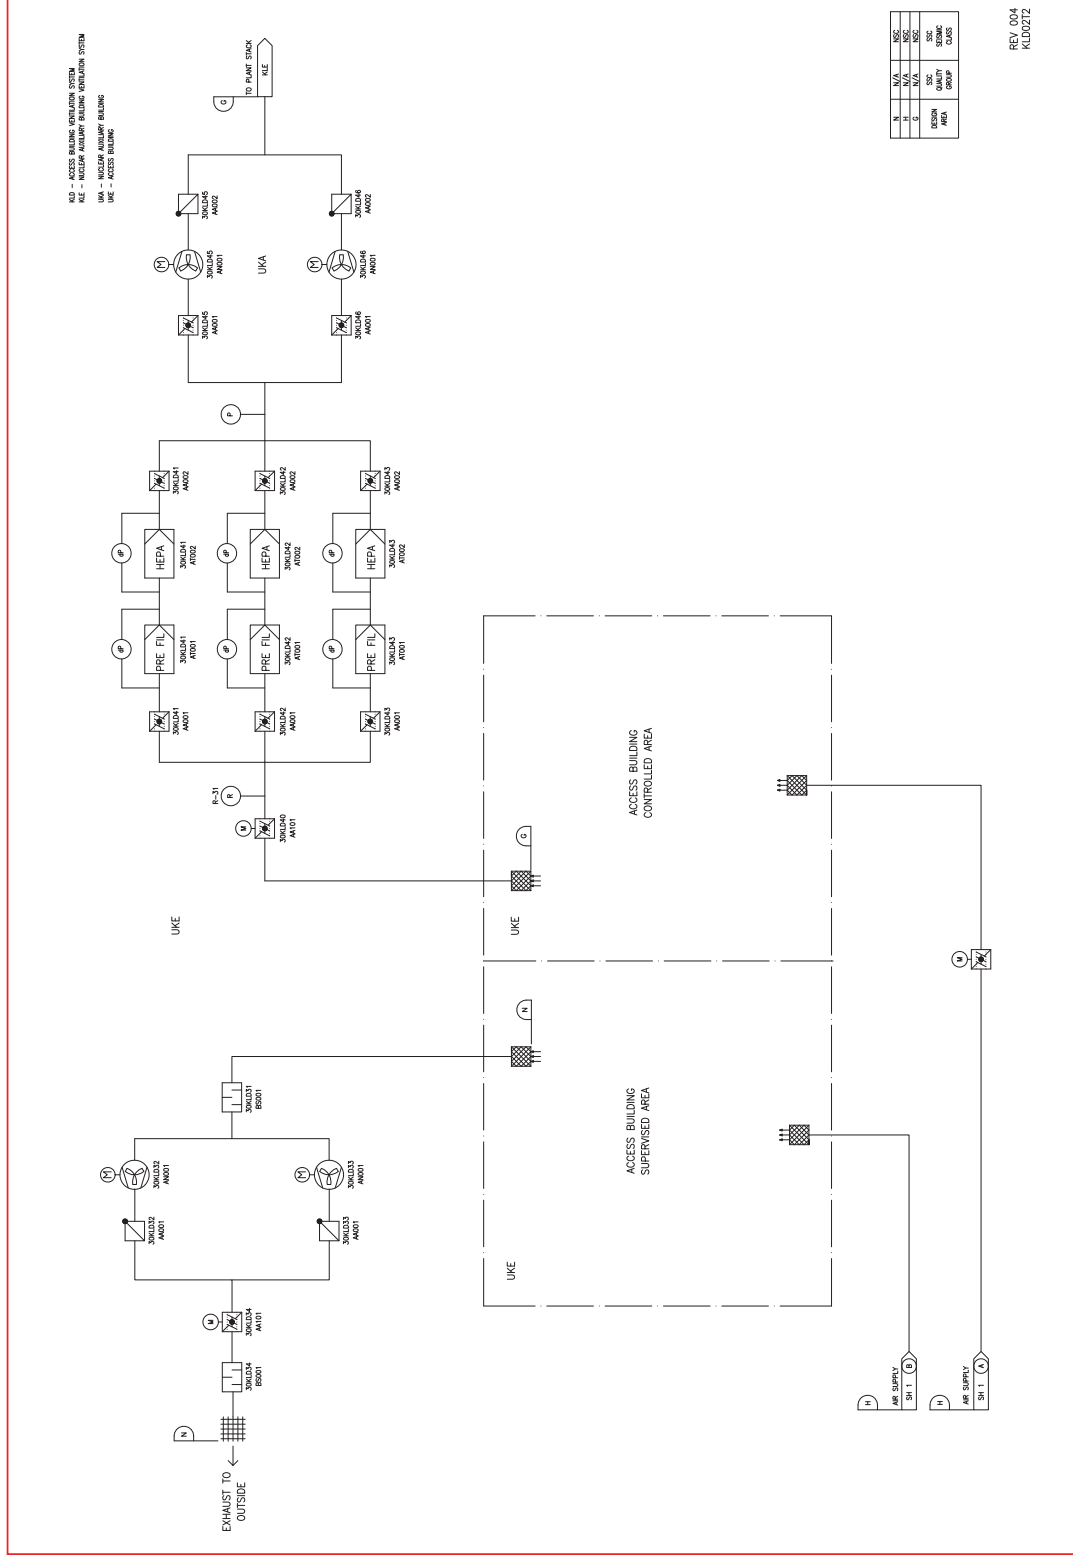 KLD – ACCESS BUILDING VENTILATION SYSTEM
KLE – NUCLEAR AUXILIARY BUILDING VENTILATION SYSTEM
UKA – NUCLEAR AUXILIARY BUILDING
UKE – ACCESS BUILDING
EXHAUST TO
OUTSIDE
N
30KLD34
BS001
M
30KLD34
AA101
30KLD32
AA001
M
30KLD32
AN001
30KLD33
AA001
M
30KLD33
AN001
30KLD31
BS001
UKE
M
30KLD40
AA101
R-31
R
30KLD41
AA001
dP
PRE FIL
30KLD41
AT001
dP
HEPA
30KLD41
AT002
30KLD41
AA002
30KLD42
AA001
dP
PRE FIL
30KLD42
AT001
dP
HEPA
30KLD42
AT002
30KLD42
AA002
30KLD43
AA001
dP
PRE FIL
30KLD43
AT001
dP
HEPA
30KLD43
AT002
30KLD43
AA002
P
30KLD45
AA001
M
30KLD45
AN001
30KLD45
AA002
UKA
30KLD46
AA001
M
30KLD46
AN001
30KLD46
AA002
G
TO PLANT STACK
KLE
UKE
N
ACCESS BUILDING
SUPERVISED AREA
UKE
G
ACCESS BUILDING
CONTROLLED AREA
H
AIR SUPPLY
SH 1 B
H
AIR SUPPLY
SH 1 A
M
N N/A NSC
H N/A NSC
G N/A NSC
DESIGN
AREA
SSC
QUALITY
GROUP
SSC
SEISMIC
CLASS
REV 004
KLD02T2